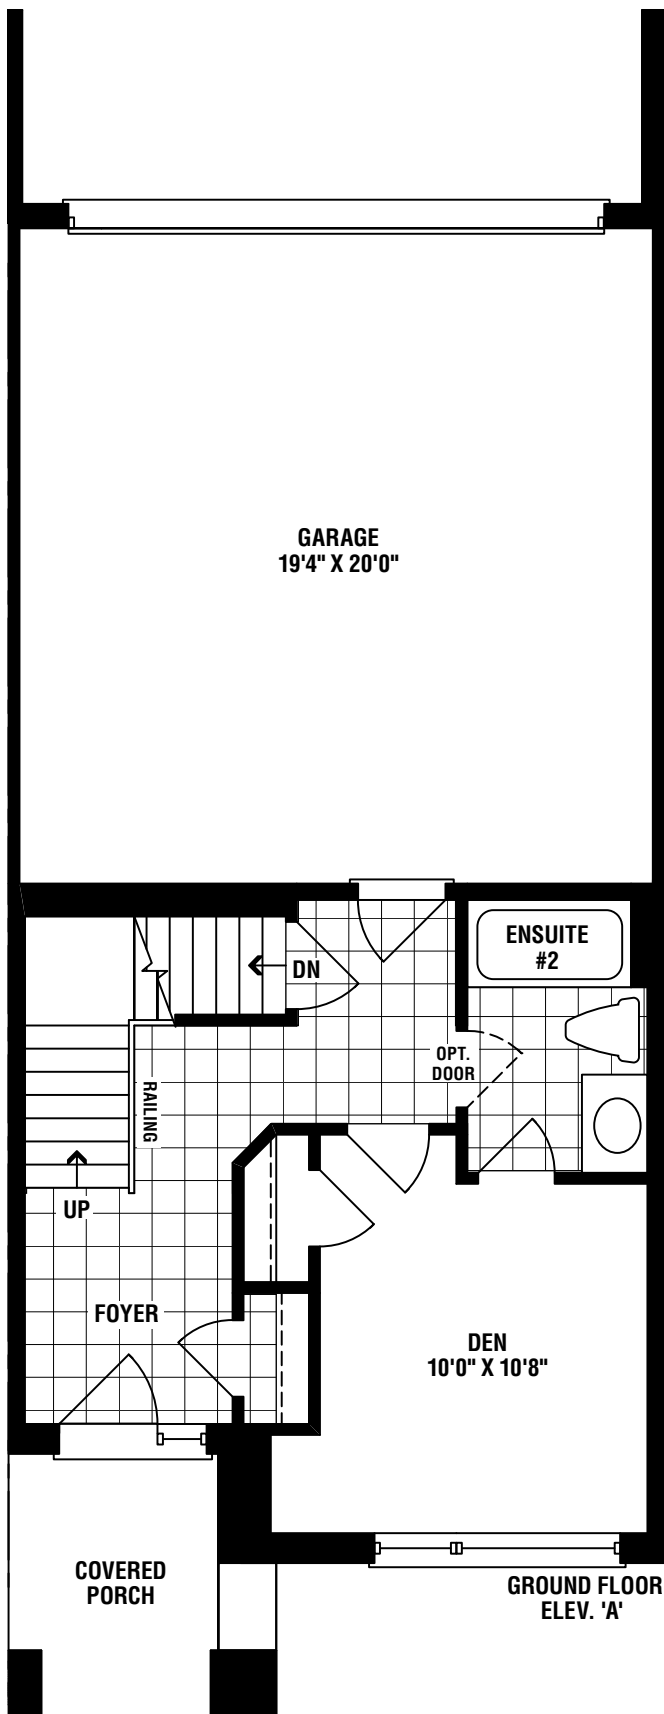 GARAGE
19'4" X 20'0"
ENSUITE
#2
DN
OPT.
DOOR
RAILING
UP
FOYER
DEN
10'0" X 10'8"
COVERED
PORCH
GROUND FLOOR
ELEV. 'A'